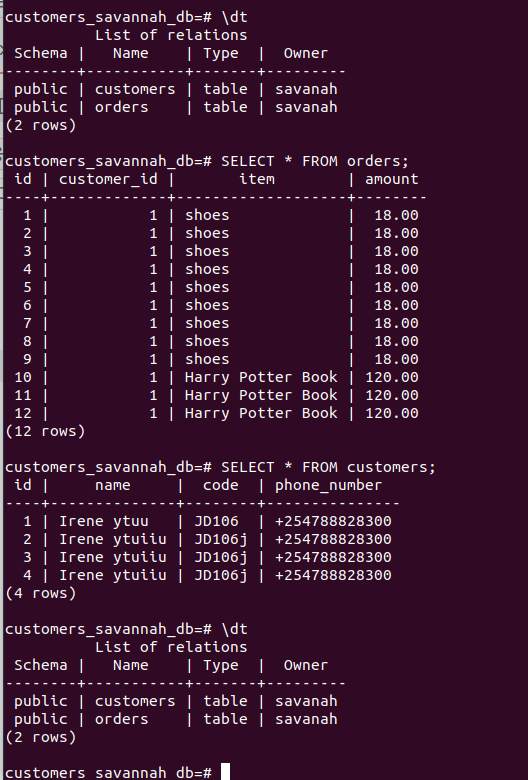 customers_savannah_db=# \dt
          List of relations
 Schema |   Name    | Type  |  Owner
--------+-----------+-------+---------
 public | customers | table | savanah
 public | orders    | table | savanah
(2 rows)

customers_savannah_db=# SELECT * FROM orders;
 id | customer_id |       item        | amount
----+-------------+-------------------+--------
  1 |           1 | shoes             |  18.00
  2 |           1 | shoes             |  18.00
  3 |           1 | shoes             |  18.00
  4 |           1 | shoes             |  18.00
  5 |           1 | shoes             |  18.00
  6 |           1 | shoes             |  18.00
  7 |           1 | shoes             |  18.00
  8 |           1 | shoes             |  18.00
  9 |           1 | shoes             |  18.00
 10 |           1 | Harry Potter Book | 120.00
 11 |           1 | Harry Potter Book | 120.00
 12 |           1 | Harry Potter Book | 120.00
(12 rows)

customers_savannah_db=# SELECT * FROM customers;
 id |     name     |  code  | phone_number
----+--------------+--------+---------------
  1 | Irene ytuu   | JD106  | +254788828300
  2 | Irene ytuiiu | JD106j | +254788828300
  3 | Irene ytuiiu | JD106j | +254788828300
  4 | Irene ytuiiu | JD106j | +254788828300
(4 rows)

customers_savannah_db=# \dt
          List of relations
 Schema |   Name    | Type  |  Owner
--------+-----------+-------+---------
 public | customers | table | savanah
 public | orders    | table | savanah
(2 rows)

customers_savannah_db=#